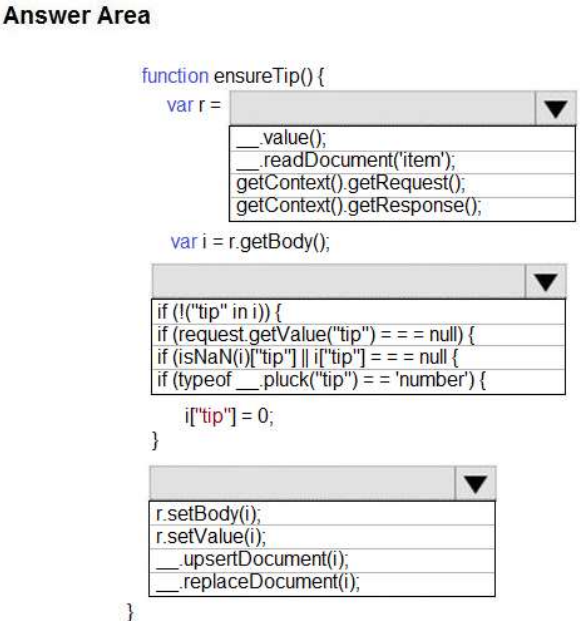 Answer Area
function ensureTip() {
var r =
__.value();
__.readDocument('item');
getContext().getRequest();
getContext().getResponse();
var i = r.getBody();
if (!("tip" in i)) {
if (request.getValue("tip") = = = null) {
if (isNaN(i)["tip"] || i["tip"] = = = null {
if (typeof __.pluck("tip") = = 'number') {
i["tip"] = 0;
}
r.setBody(i);
r.setValue(i);
__.upsertDocument(i);
__.replaceDocument(i);
}